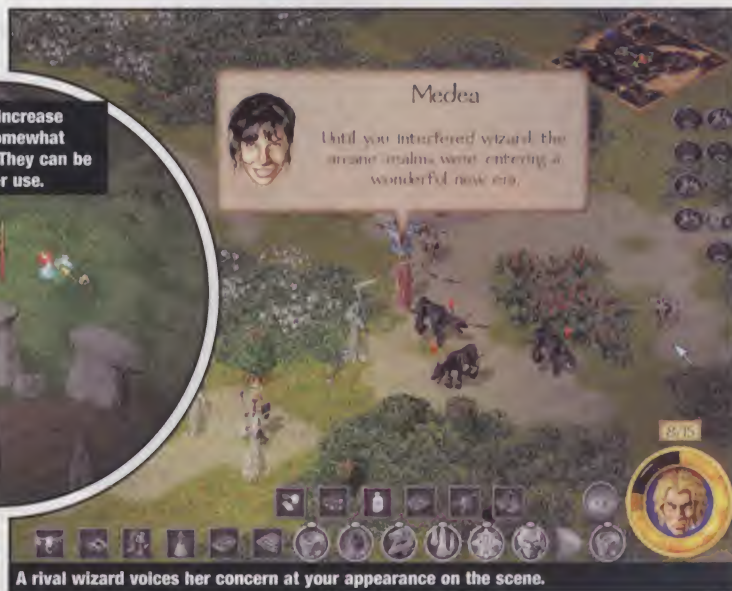 increase
omewhat
They can be
r use.
Medea
Until you interfered wizard, the
arcane realms were entering a
wonderful new era.
8/15
A rival wizard voices her concern at your appearance on the scene.